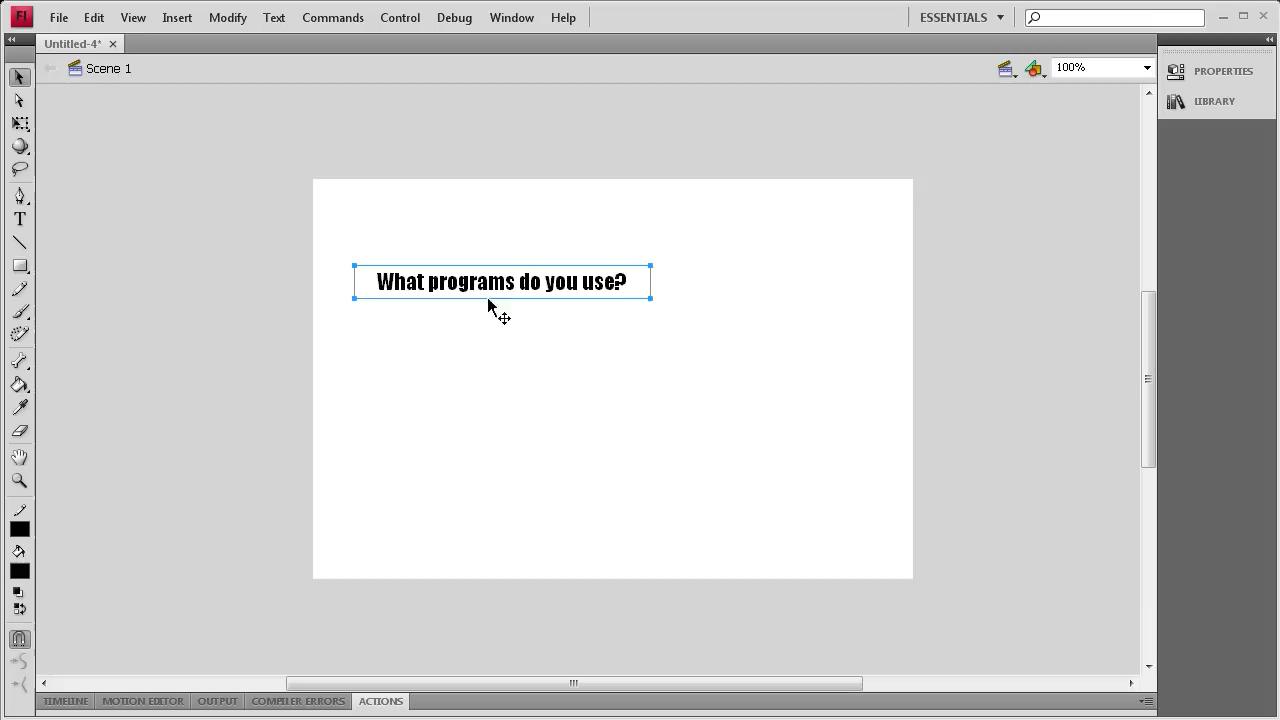 Fl File Edit View Insert Modify Text Commands Control Debug Window Help ESSENTIALS
Untitled-4*
Scene 1 100%
PROPERTIES
LIBRARY
T
What programs do you use?
TIMELINE MOTION EDITOR OUTPUT COMPILER ERRORS ACTIONS